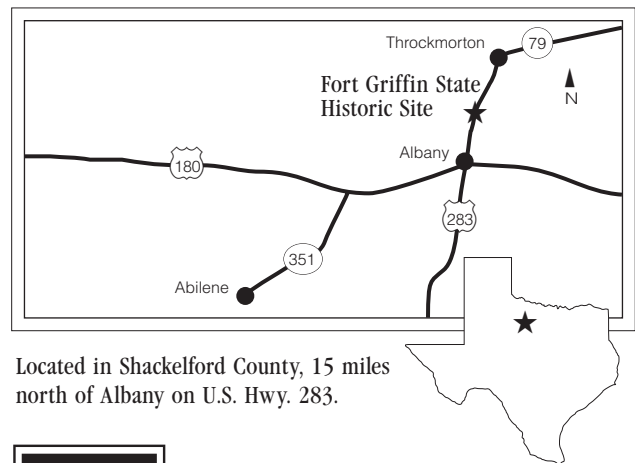 Throckmorton
79
Fort Griffin State
Historic Site
N
Albany
180
283
351
Abilene
Located in Shackelford County, 15 miles
north of Albany on U.S. Hwy. 283.